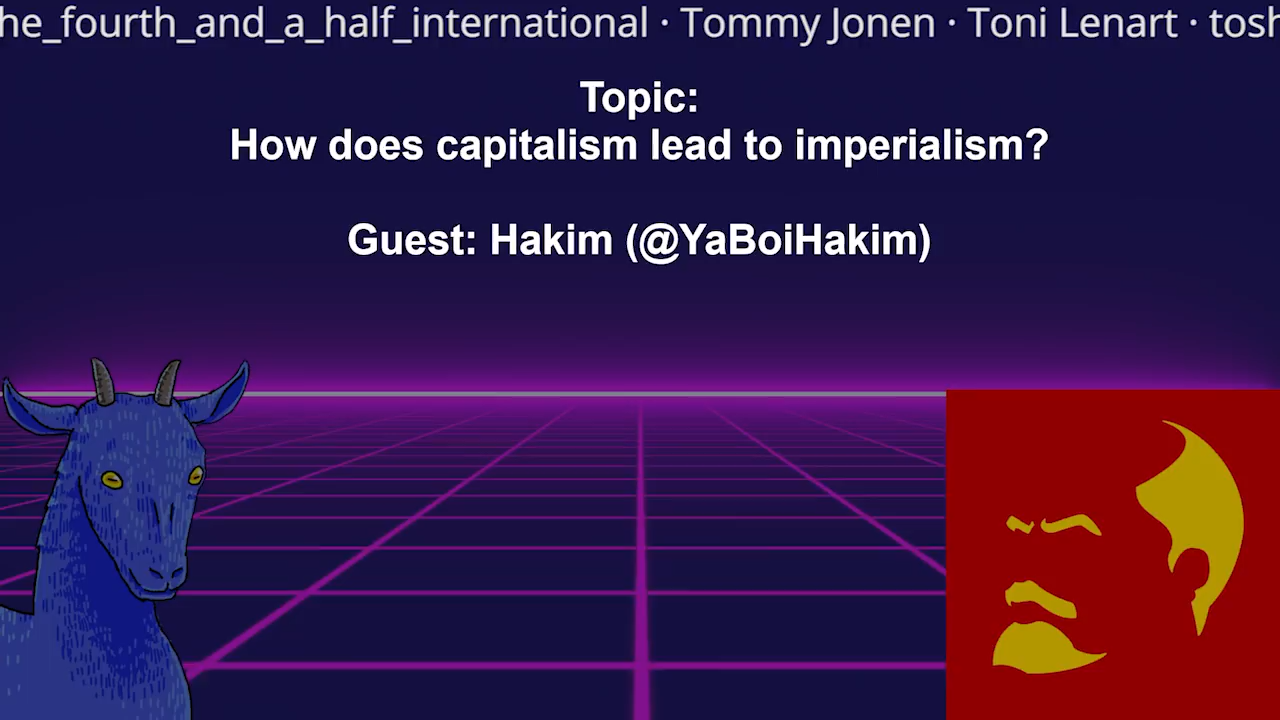 he_fourth_and_a_half_international · Tommy Jonen · Toni Lenart · tosh
Topic:
How does capitalism lead to imperialism?
Guest: Hakim (@YaBoiHakim)